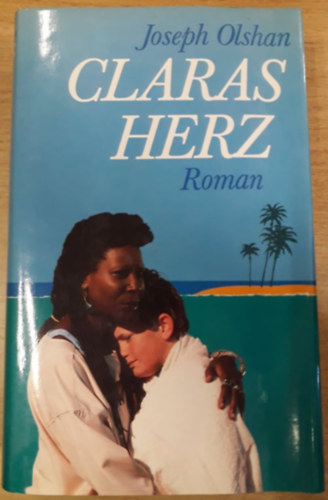 Joseph Olshan
CLARAS
HERZ
Roman